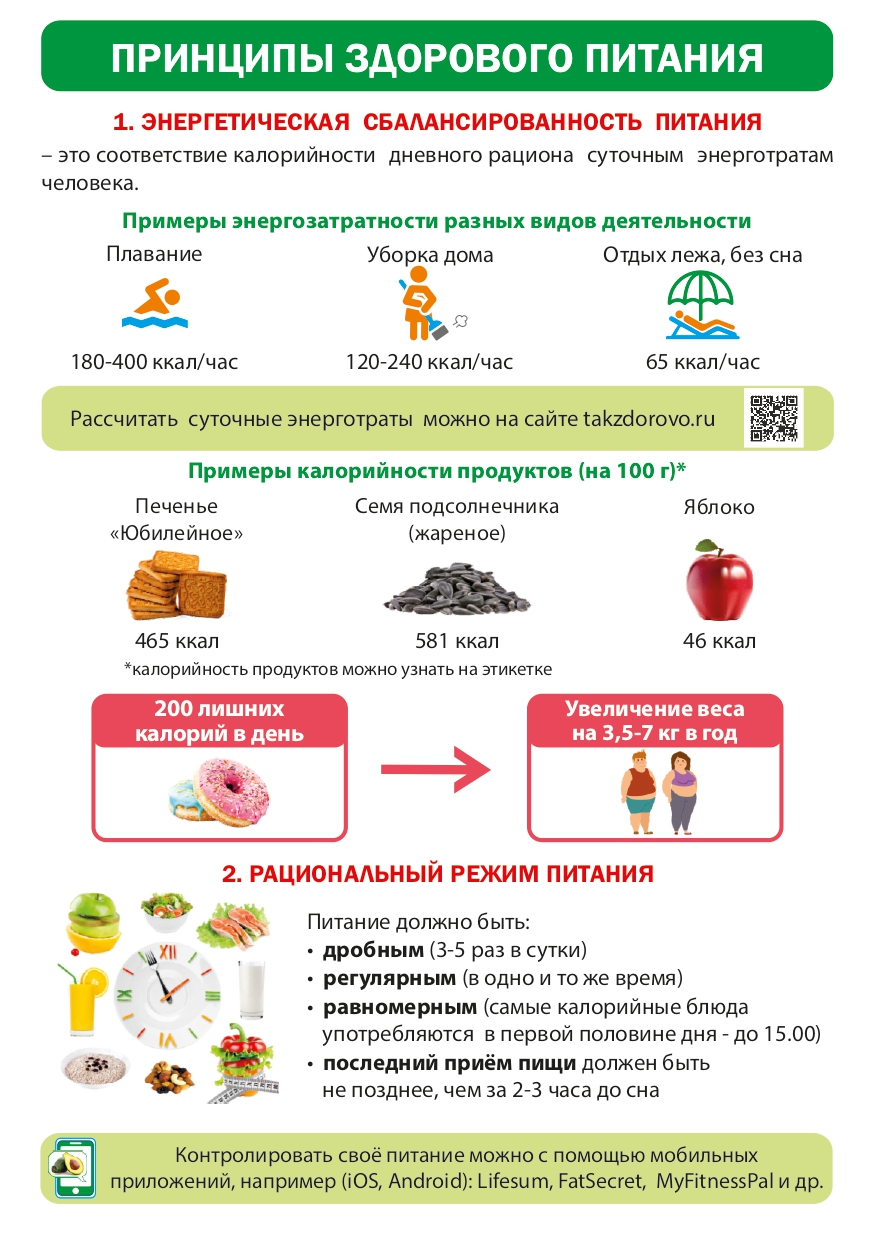 ПРИНЦИПЫ ЗДОРОВОГО ПИТАНИЯ
1. ЭНЕРГЕТИЧЕСКАЯ СБАЛАНСИРОВАННОСТЬ ПИТАНИЯ
– это соответствие калорийности дневного рациона суточным энерготратам
человека.
Примеры энергозатратности разных видов деятельности
Плавание
Уборка дома
Отдых лежа, без сна
180-400 ккал/час
120-240 ккал/час
65 ккал/час
Рассчитать суточные энерготраты можно на сайте takzdorovo.ru
Примеры калорийности продуктов (на 100 г)*
Печенье
«Юбилейное»
Семя подсолнечника
(жареное)
Яблоко
465 ккал
581 ккал
46 ккал
*калорийность продуктов можно узнать на этикетке
200 лишних
калорий в день
Увеличение веса
на 3,5-7 кг в год
2. РАЦИОНАЛЬНЫЙ РЕЖИМ ПИТАНИЯ
XII
III
VI
IX
Питание должно быть:
• дробным (3-5 раз в сутки)
• регулярным (в одно и то же время)
• равномерным (самые калорийные блюда
употребляются в первой половине дня - до 15.00)
• последний приём пищи должен быть
не позднее, чем за 2-3 часа до сна
Контролировать своё питание можно с помощью мобильных
приложений, например (iOS, Android): Lifesum, FatSecret, MyFitnessPal и др.